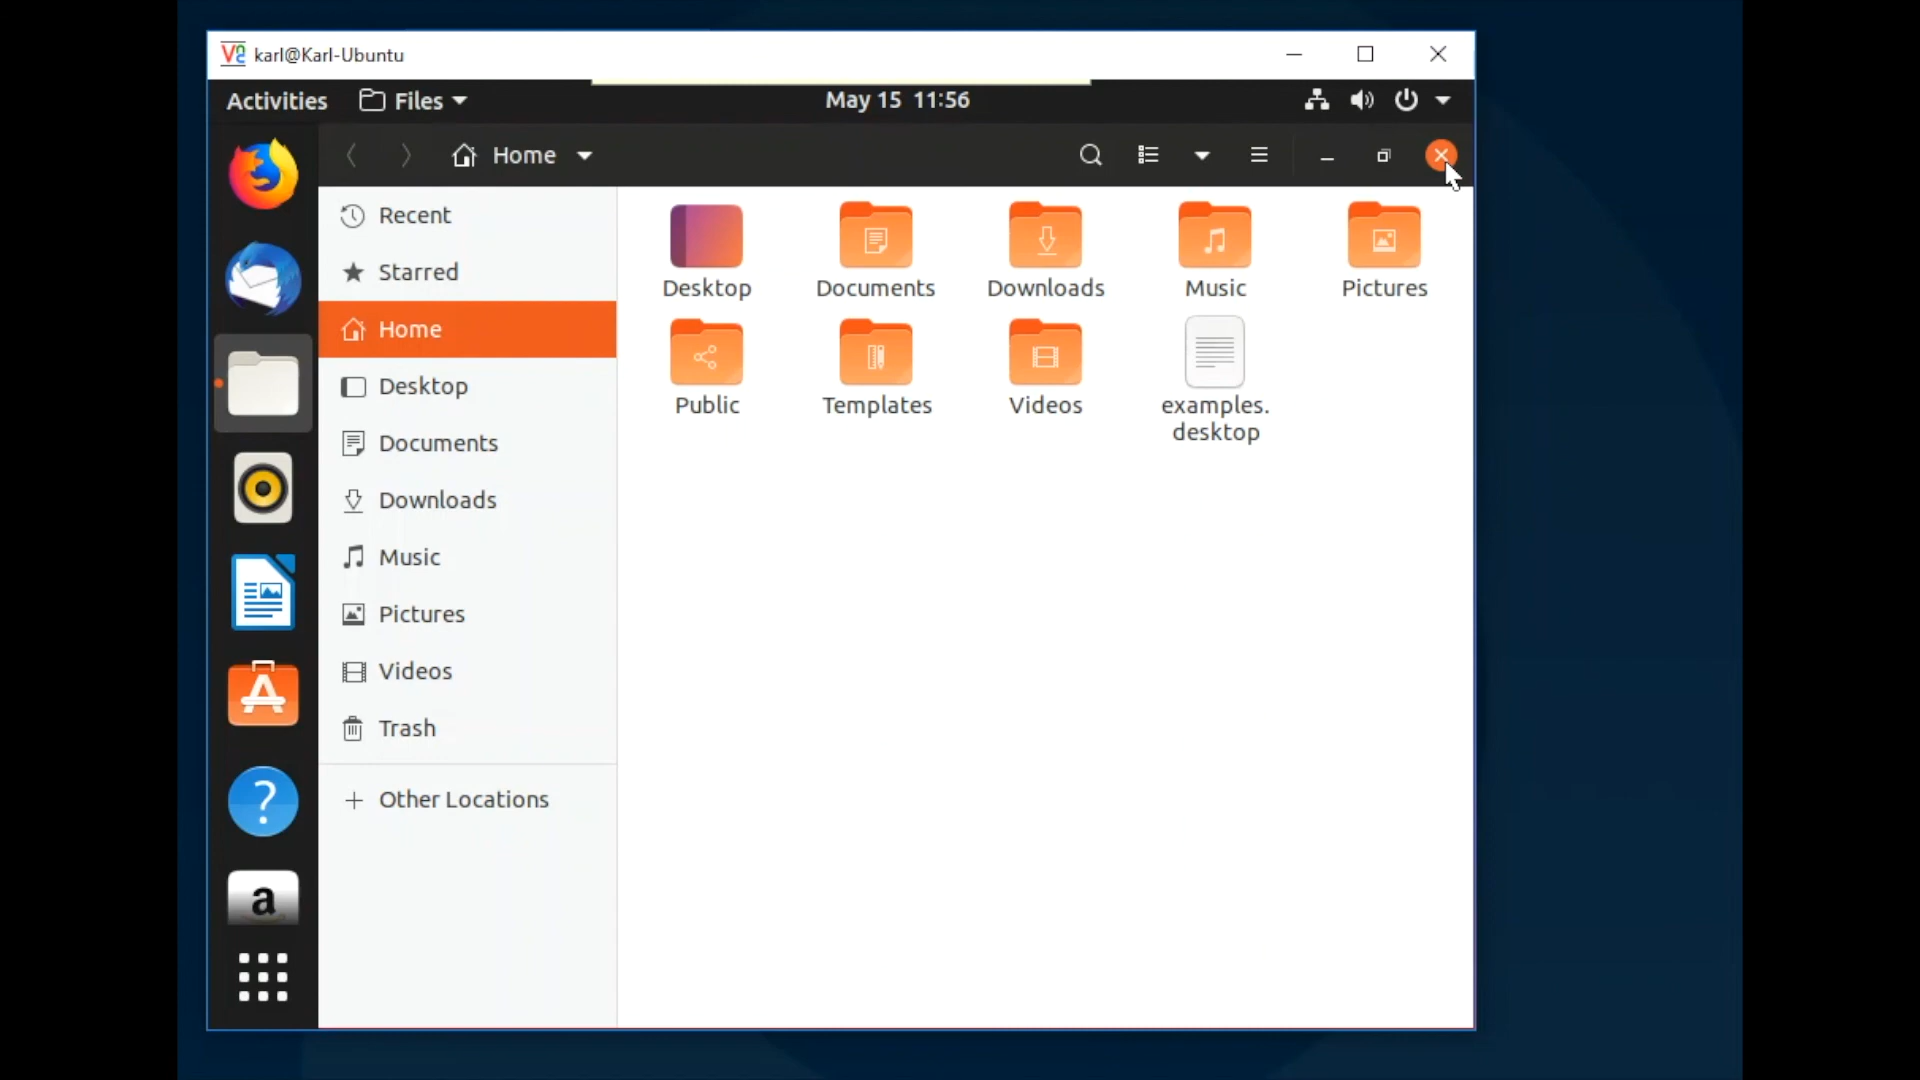 karl@Karl-Ubuntu
Activities
Files
May 15 11:56
Home
Recent
Starred
Home
Desktop
Documents
Downloads
Music
Pictures
Videos
Trash
Other Locations
Desktop
Documents
Downloads
Music
Pictures
Public
Templates
Videos
examples.
desktop